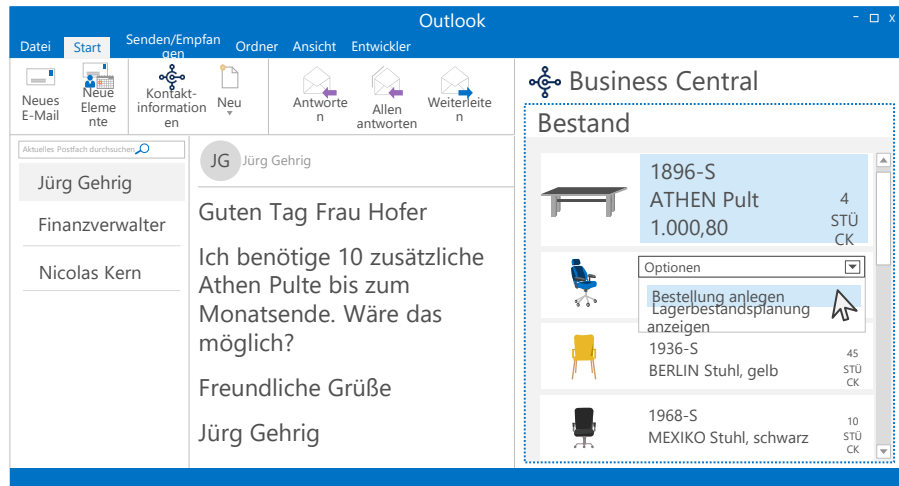 Outlook
Datei Start Senden/Empfan
gen Ordner Ansicht Entwickler
Neues
E-Mail
Neue
Eleme
nte
Kontakt-
information
en
Neu
Antworte
n
Allen
antworten
Weiterleite
n
Aktuelles Postfach durchsuchen
Jürg Gehrig
Finanzverwalter
Nicolas Kern
JG Jürg Gehrig
Guten Tag Frau Hofer
Ich benötige 10 zusätzliche
Athen Pulte bis zum
Monatsende. Wäre das
möglich?
Freundliche Grüße
Jürg Gehrig
Business Central
Bestand
1896-S
ATHEN Pult
1.000,80
4
STÜ
CK
Optionen
Bestellung anlegen
Lagerbestandsplanung
anzeigen
1936-S
BERLIN Stuhl, gelb
45
STÜ
CK
1968-S
MEXIKO Stuhl, schwarz
10
STÜ
CK